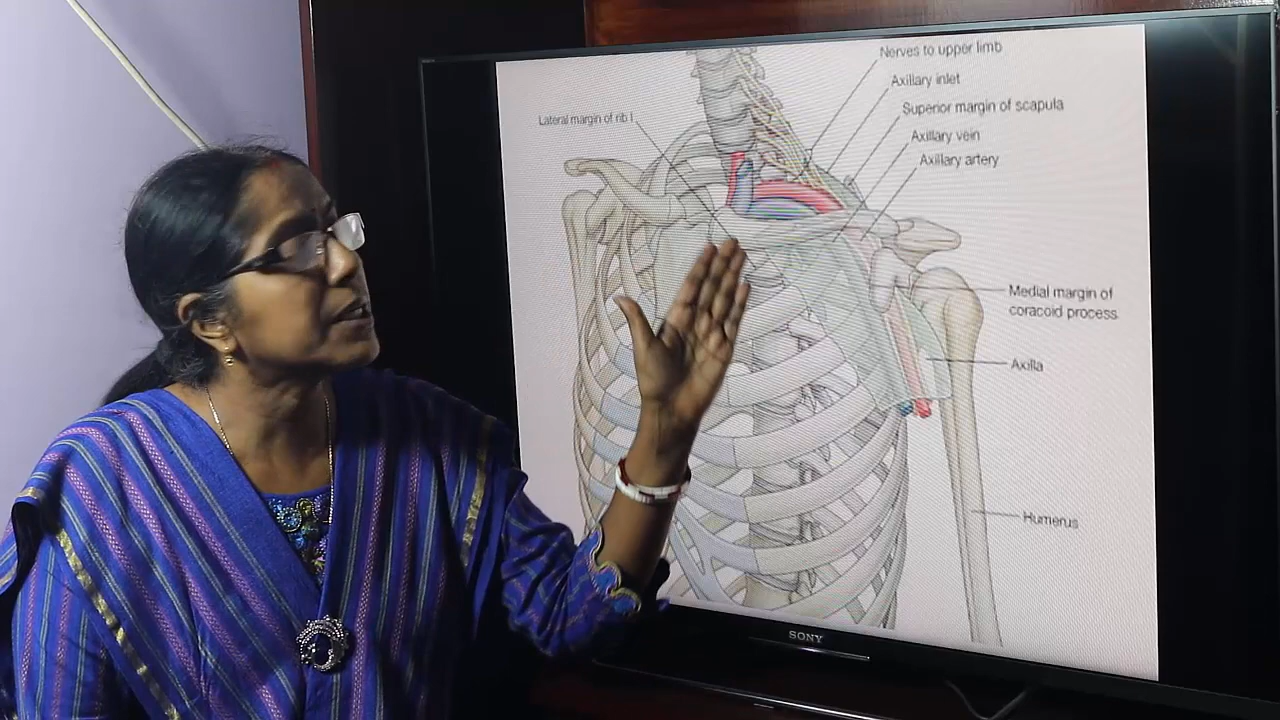 Nerves to upper limb
Axillary inlet
Superior margin of scapula
Axillary vein
Axillary artery
Lateral margin of rib I
Medial margin of
coracoid process
Axilla
Humerus
SONY